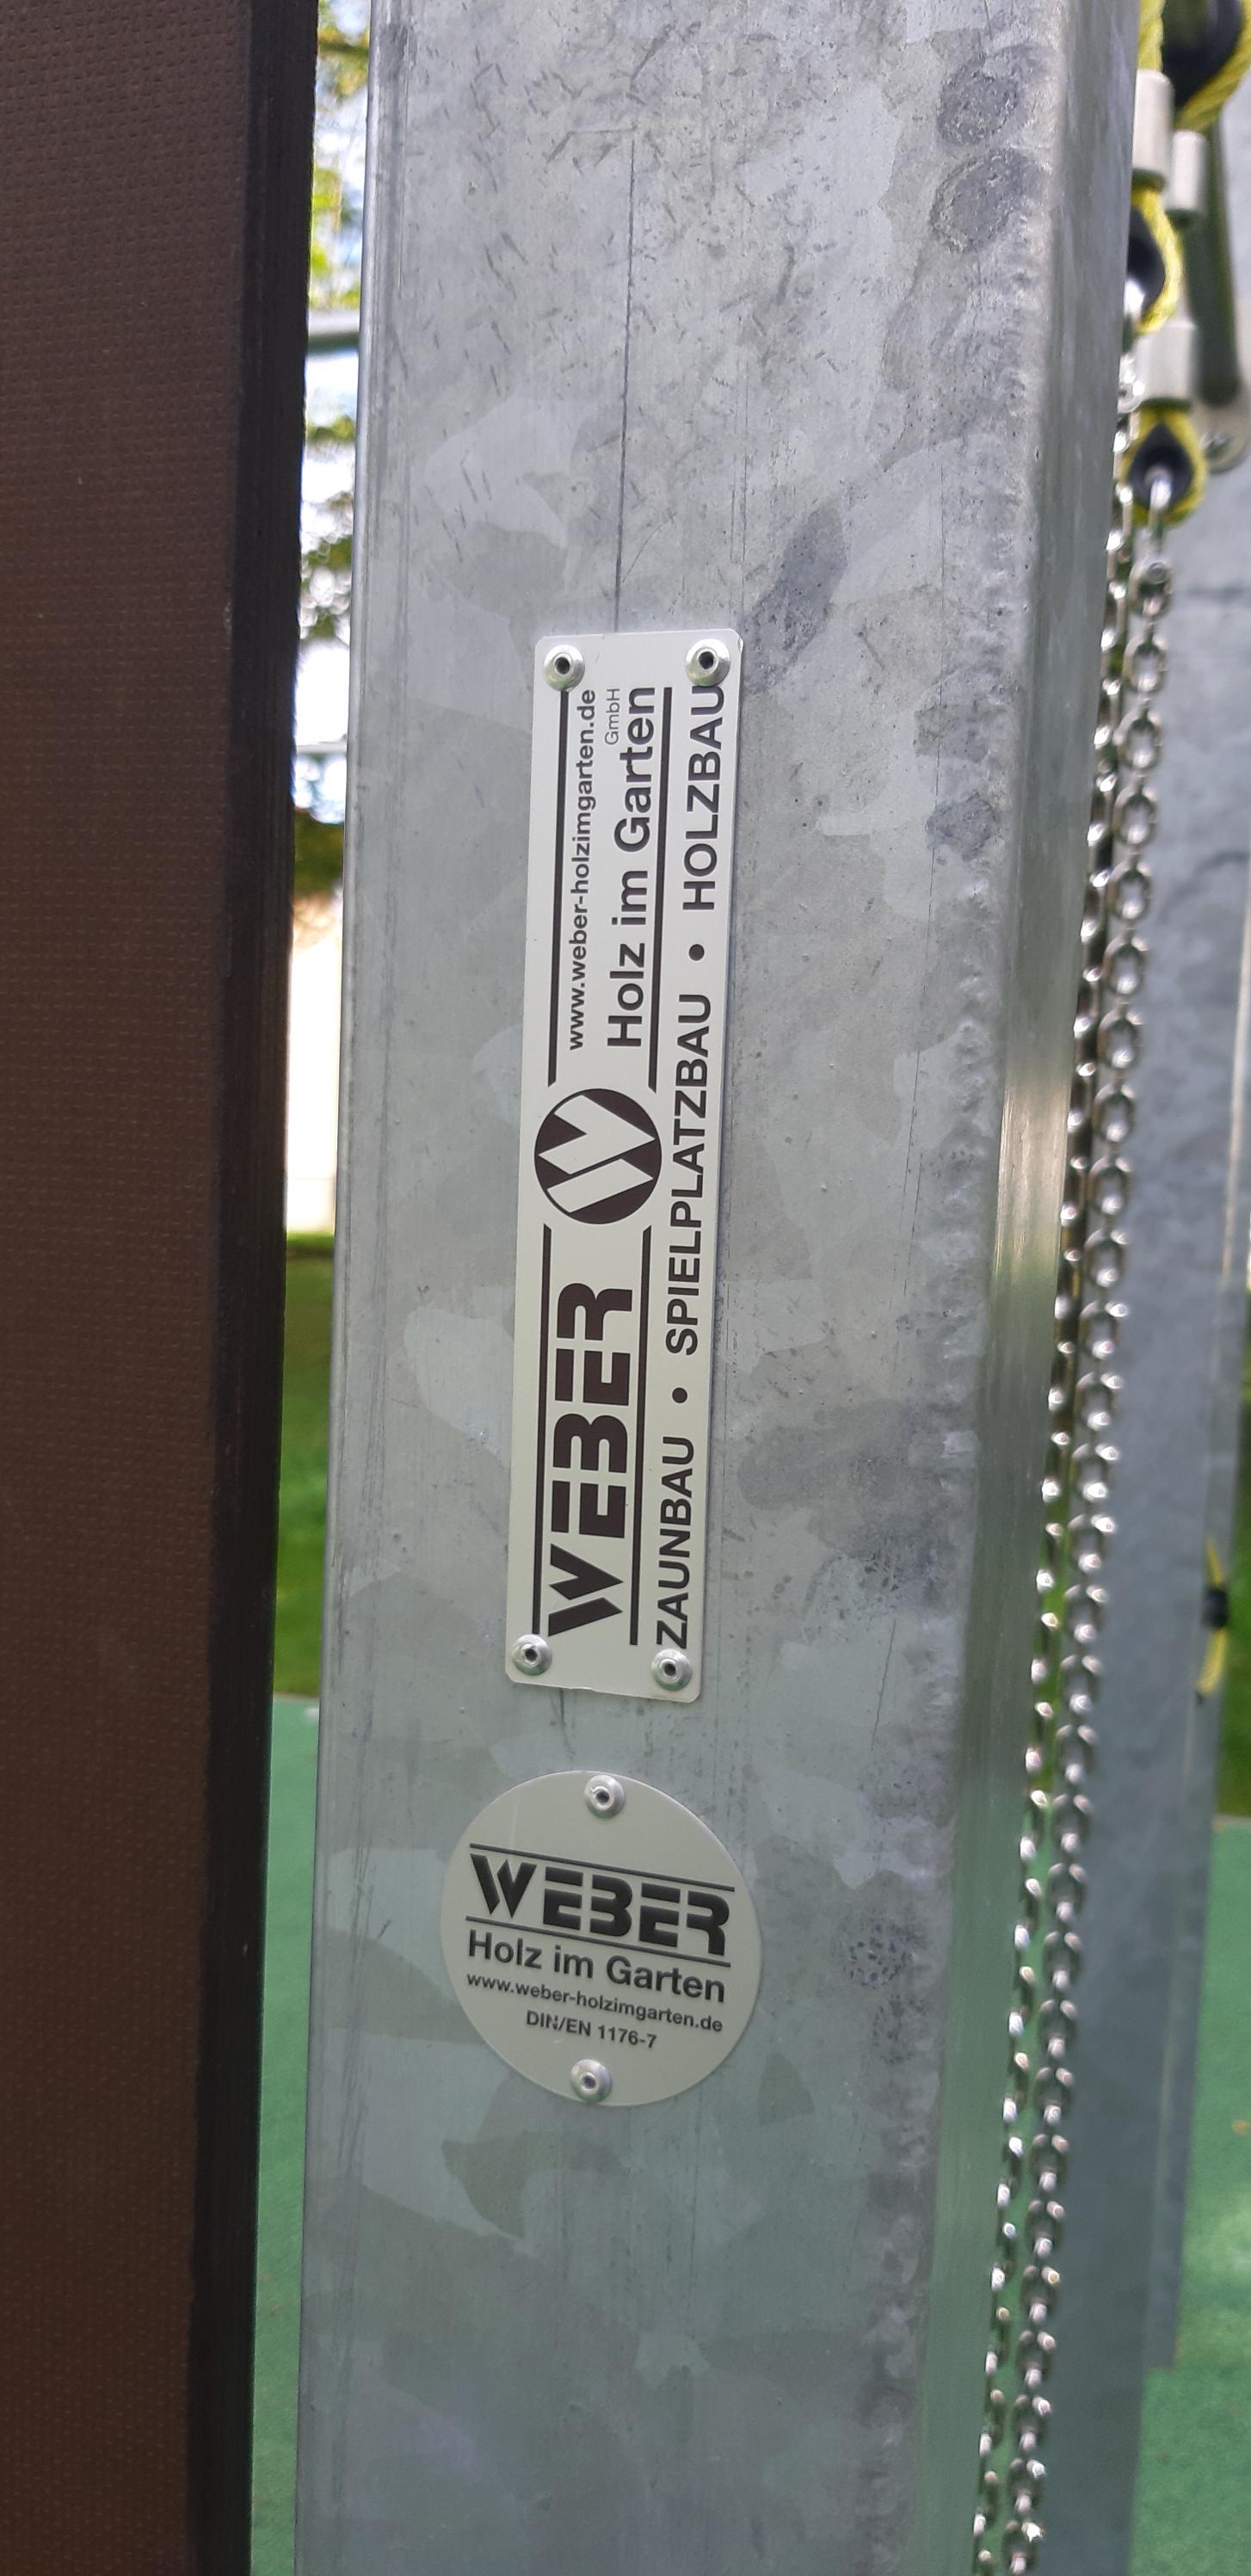 WEBER
www.weber-holzimgarten.de
Holz im Garten GmbH
ZAUNBAU • SPIELPLATZBAU • HOLZBAU
WEBER
Holz im Garten
www.weber-holzimgarten.de
DIN/EN 1176-7